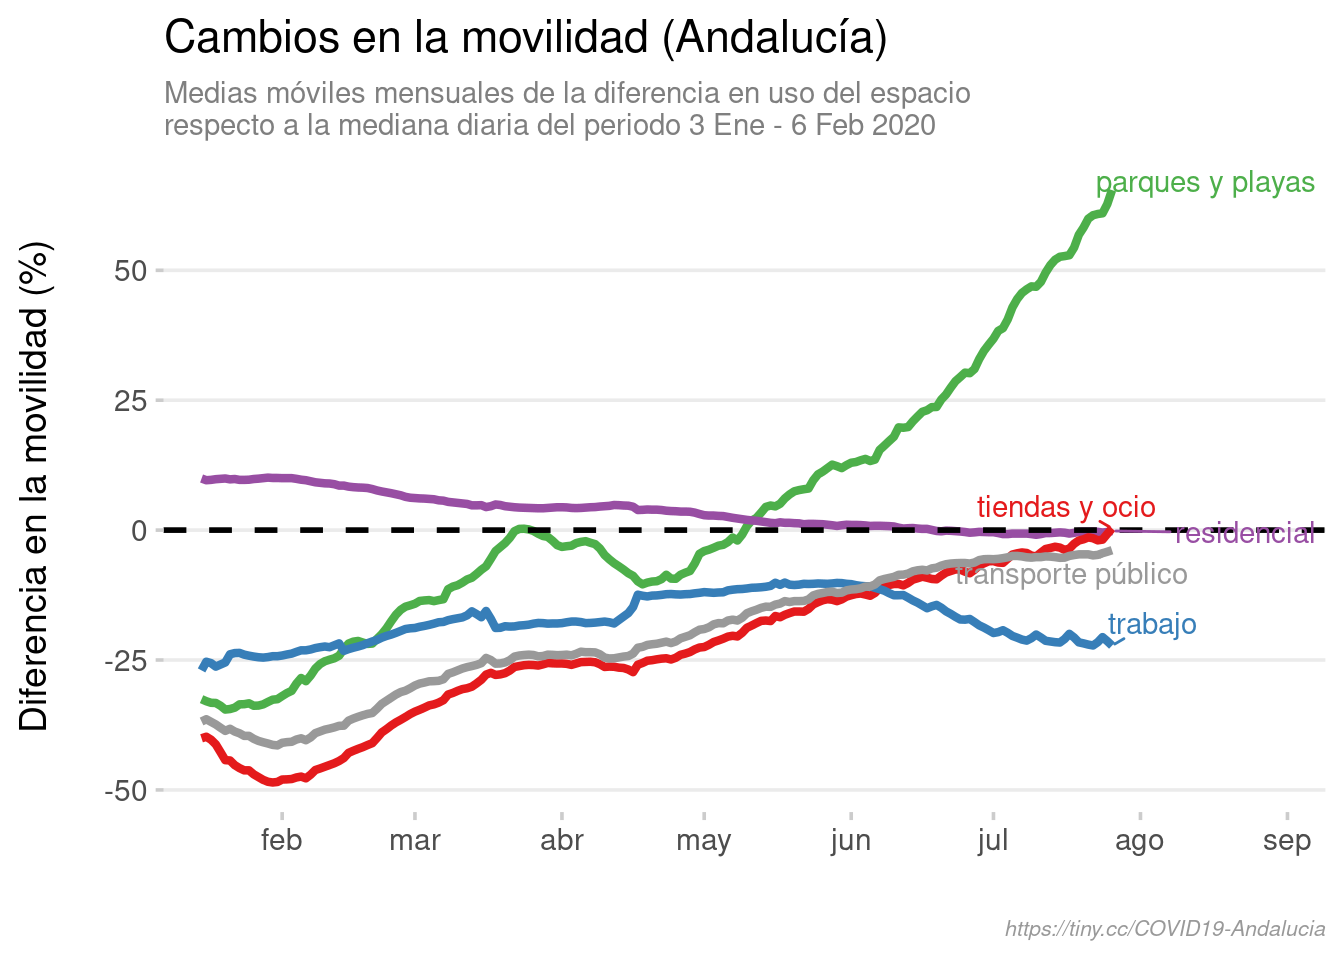 Cambios en la movilidad (Andalucía)
Medias móviles mensuales de la diferencia en uso del espacio
respecto a la mediana diaria del periodo 3 Ene - 6 Feb 2020
Diferencia en la movilidad (%)
50
25
0
-25
-50
parques y playas
tiendas y ocio
residencial
transporte público
trabajo
feb
mar
abr
may
jun
jul
ago
sep
https://tiny.cc/COVID19-Andalucia